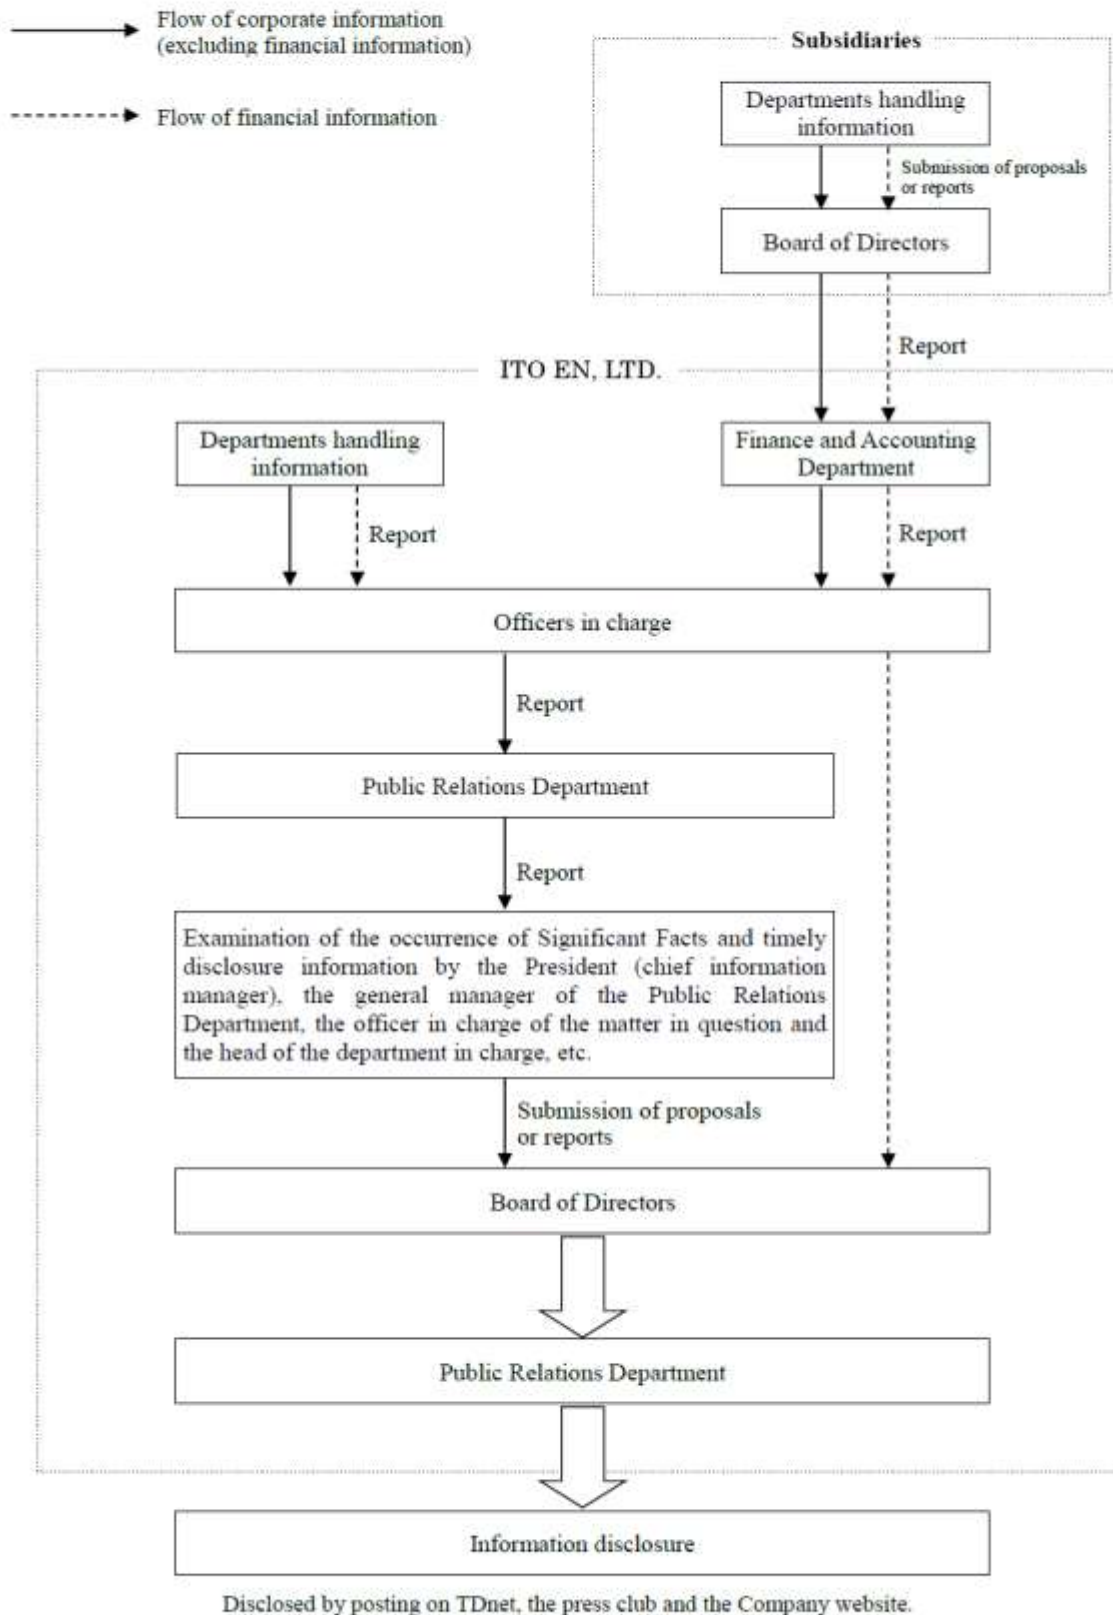 Flow of corporate information
(excluding financial information)
Flow of financial information
Subsidiaries
Departments handling
information
Submission of proposals
or reports
Board of Directors
Report
ITO EN, LTD.
Departments handling
information
Finance and Accounting
Department
Report
Report
Officers in charge
Report
Public Relations Department
Report
Examination of the occurrence of Significant Facts and timely
disclosure information by the President (chief information
manager), the general manager of the Public Relations
Department, the officer in charge of the matter in question and
the head of the department in charge, etc.
Submission of proposals
or reports
Board of Directors
Public Relations Department
Information disclosure
Disclosed by posting on TDnet, the press club and the Company website.